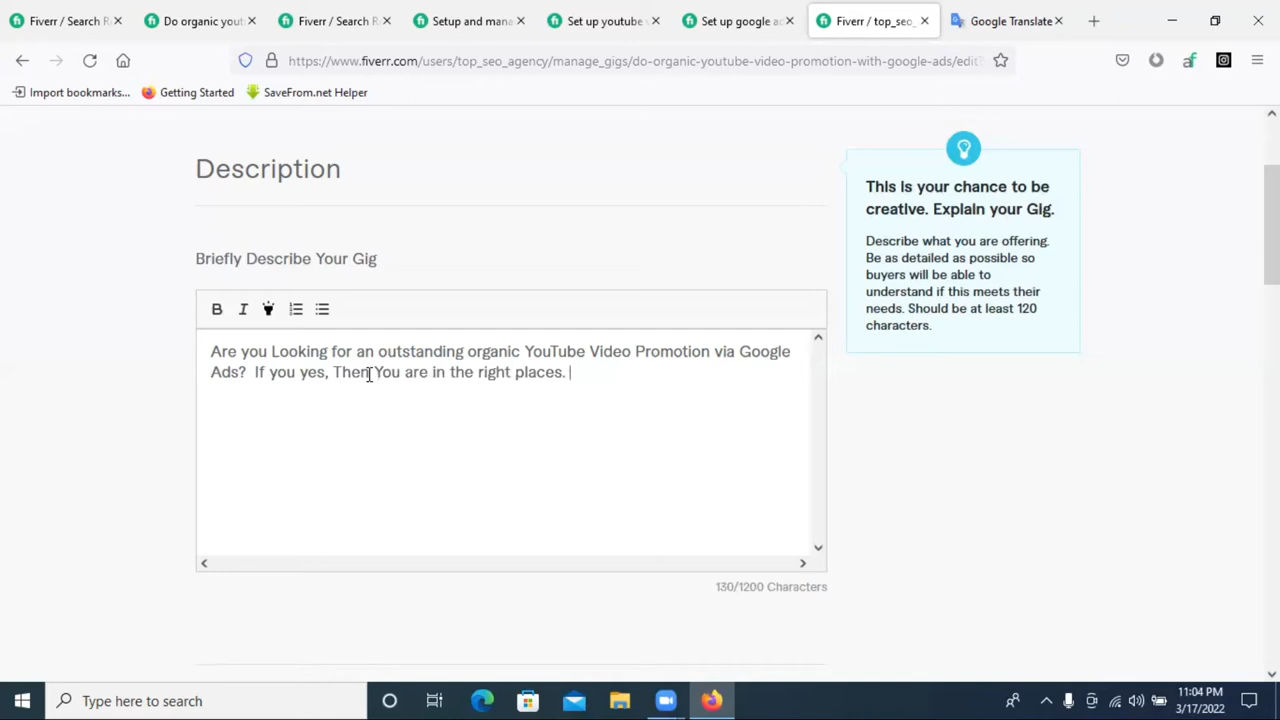 Fiverr / Search R
Do organic yout
Fiverr / Search R
Setup and mana
Set up youtube v
Set up google ad
Fiverr / top_seo_
Google Translate
https://www.fiverr.com/users/top_seo_agency/manage_gigs/do-organic-youtube-video-promotion-with-google-ads/edit?
Import bookmarks...
Getting Started
SaveFrom.net Helper
Description
Briefly Describe Your Gig
B I
Are you Looking for an outstanding organic YouTube Video Promotion via Google
Ads?  If you yes, Then You are in the right places.
130/1200 Characters
This is your chance to be
creative. Explain your Gig.
Describe what you are offering.
Be as detailed as possible so
buyers will be able to
understand if this meets their
needs. Should be at least 120
characters.
Type here to search
11:04 PM
3/17/2022